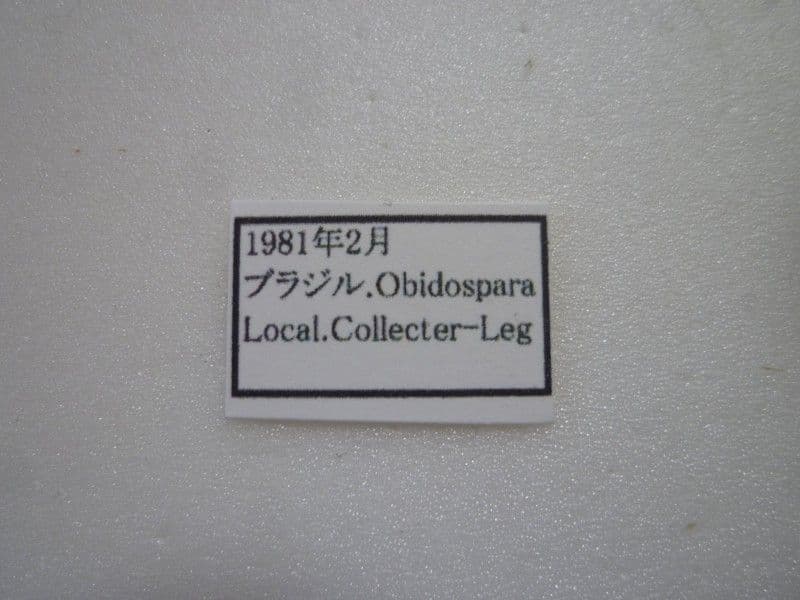 1981年2月
ブラジル.Obidospara
Local.Collecter-Leg